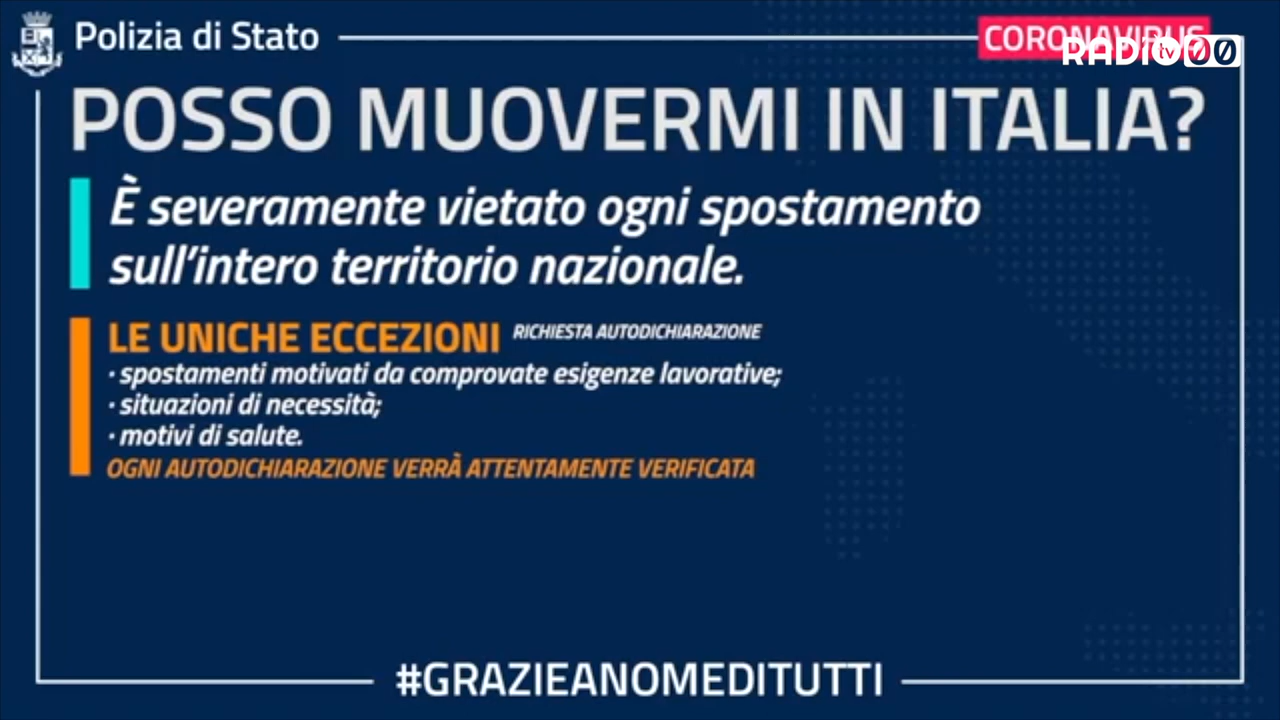 Polizia di Stato
CORONAVIRUS
RADIO tv 00
POSSO MUOVERMI IN ITALIA?
È severamente vietato ogni spostamento
sull'intero territorio nazionale.
LE UNICHE ECCEZIONI RICHIESTA AUTODICHIARAZIONE
· spostamenti motivati da comprovate esigenze lavorative;
· situazioni di necessità;
· motivi di salute.
OGNI AUTODICHIARAZIONE VERRÀ ATTENTAMENTE VERIFICATA
#GRAZIEANOMEDITUTTI